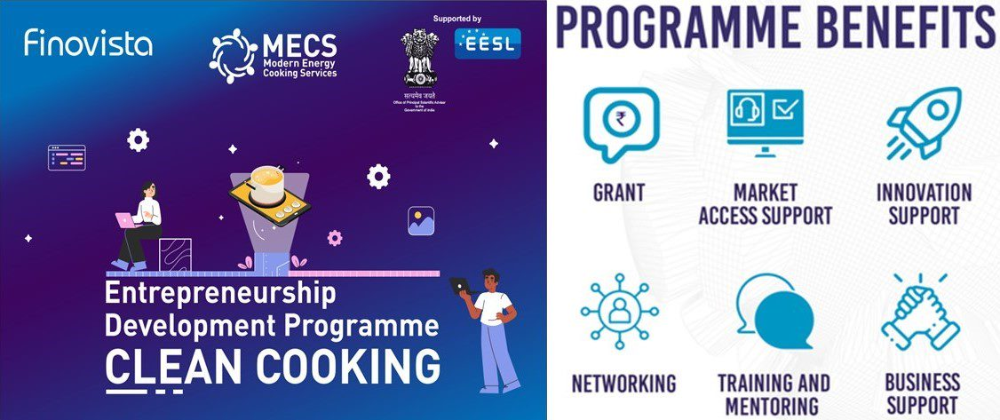 Finovista
MECS
Modern Energy
Cooking Services
Supported by
सत्यमेव जयते
Office of Principal Scientific Adviser
to the
Government of India
EESL
Entrepreneurship
Development Programme
CLEAN COOKING
PROGRAMME BENEFITS
₹
GRANT
MARKET
ACCESS SUPPORT
INNOVATION
SUPPORT
NETWORKING
TRAINING AND
MENTORING
BUSINESS
SUPPORT